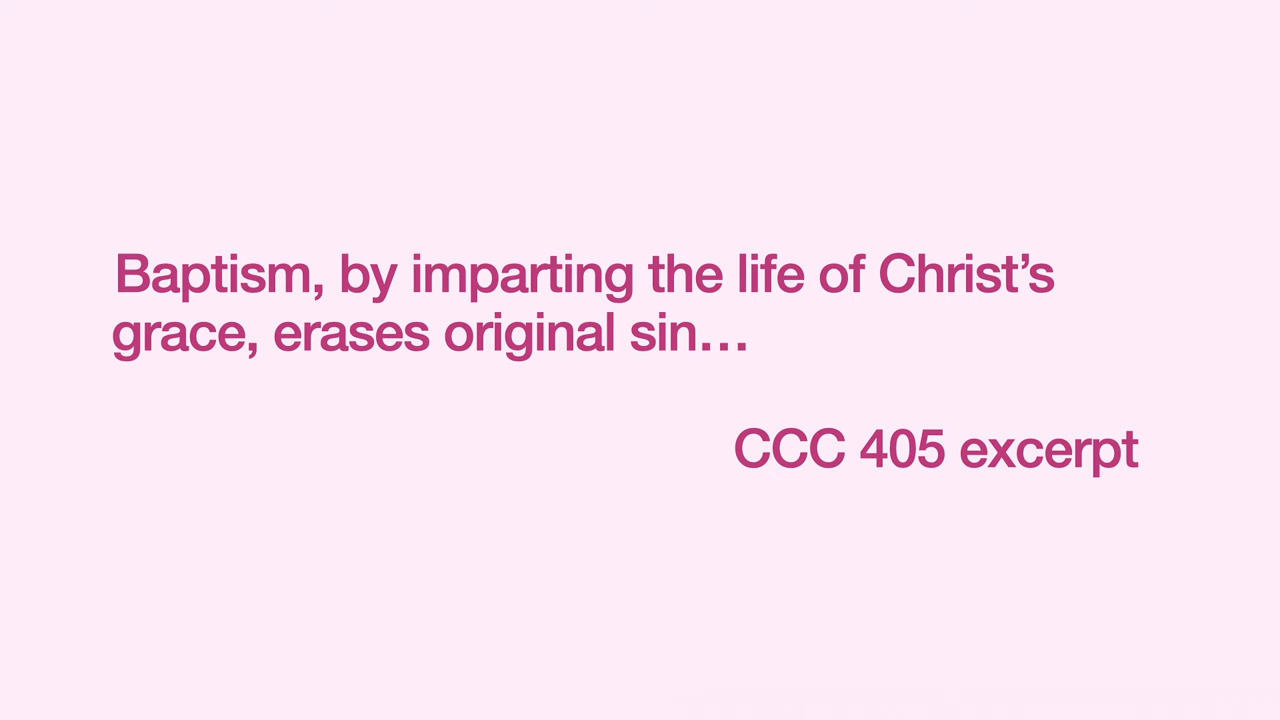 Baptism, by imparting the life of Christ’s
grace, erases original sin…
CCC 405 excerpt